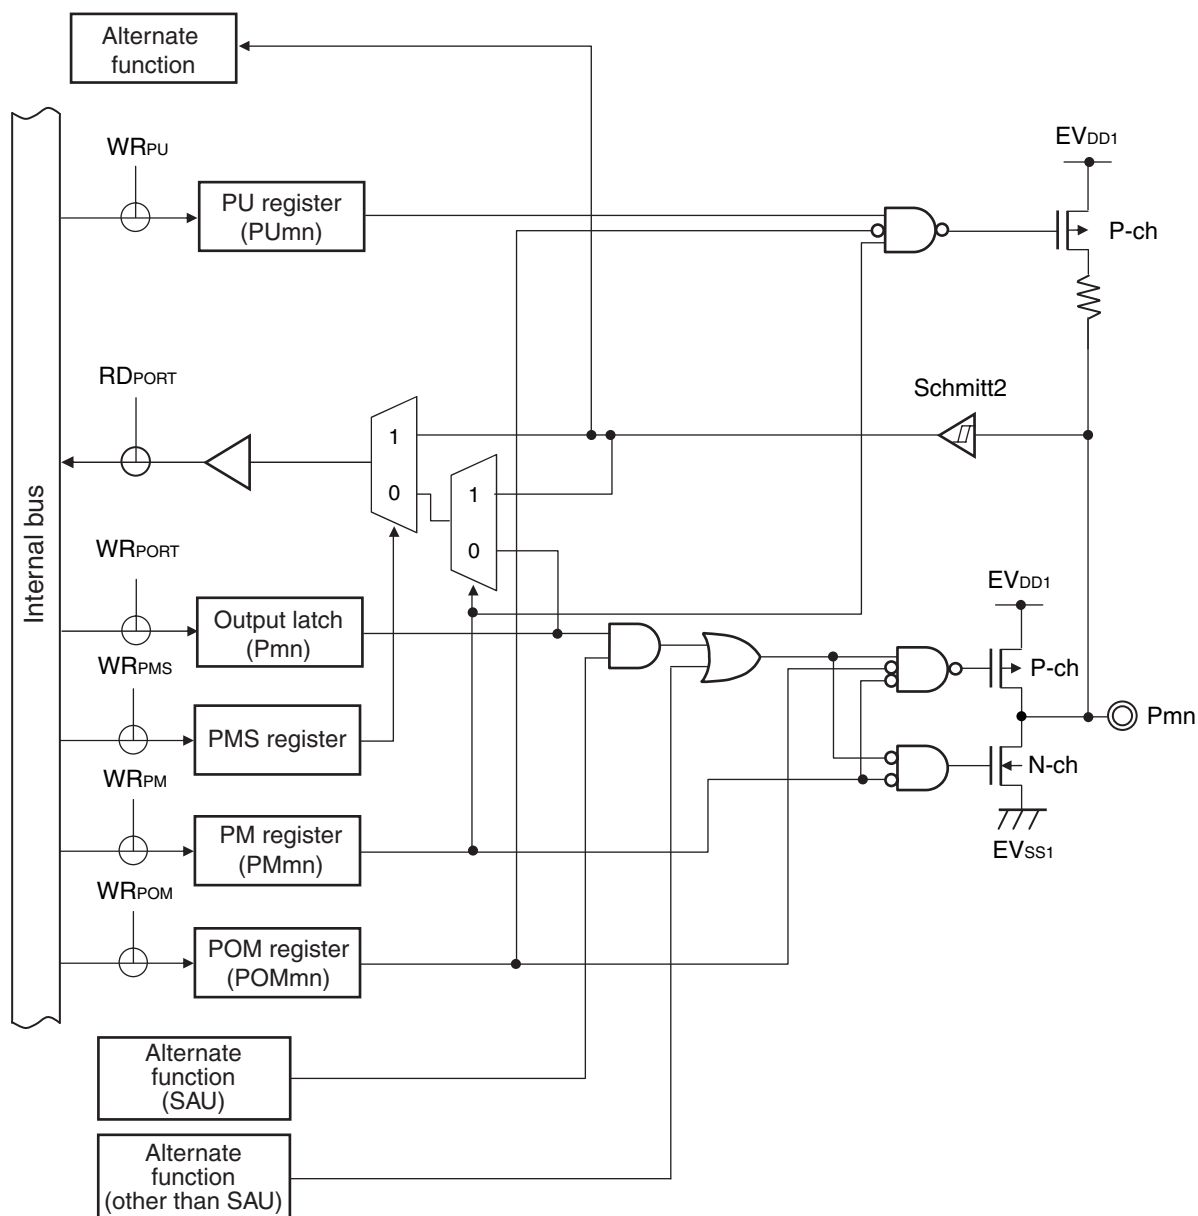 Alternate
function
WRPU
EVDD1
PU register
(PUmn)
P-ch
RDPORT
Schmitt2
1
0
1
0
Internal bus
WRPORT
EVDD1
Output latch
(Pmn)
WRPMS
P-ch
Pmn
PMS register
WRPM
N-ch
PM register
(PMmn)
EVSS1
WRPOM
POM register
(POMmn)
Alternate
function
(SAU)
Alternate
function
(other than SAU)